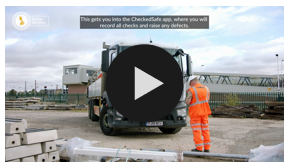 This gets you into the CheckedSafe app, where you will
record all checks and raise any defects.